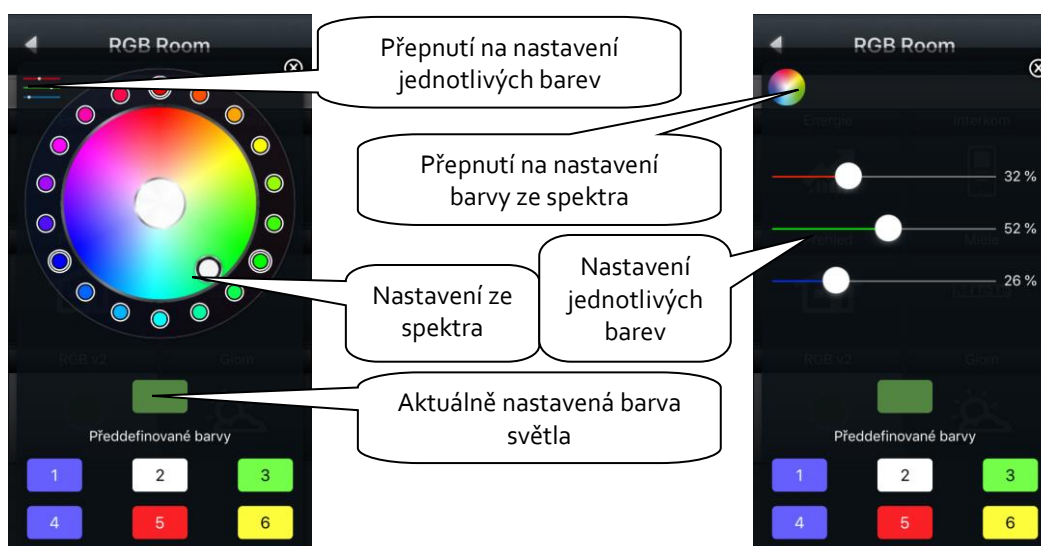 RGB Room
Přepnutí na nastavení
jednotlivých barev
Přepnutí na nastavení
barvy ze spektra
Nastavení ze
spektra
Nastavení
jednotlivých
barev
Aktuálně nastavená barva
světla
RGB v2
Giom
Předdefinované barvy
1
2
3
4
5
6
RGB Room
Energie
Interkom
32 %
52 %
26 %
RGB v2
Giom
Předdefinované barvy
1
2
3
4
5
6